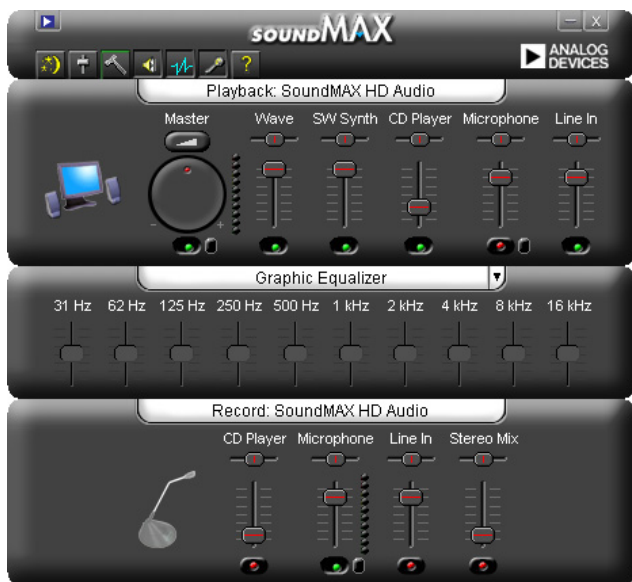 SOUNDMAX
ANALOG
DEVICES
?
Playback: SoundMAX HD Audio
Master Wave SW Synth CD Player Microphone Line In
- +
Graphic Equalizer
31 Hz 62 Hz 125 Hz 250 Hz 500 Hz 1 kHz 2 kHz 4 kHz 8 kHz 16 kHz
Record: SoundMAX HD Audio
CD Player Microphone Line In Stereo Mix